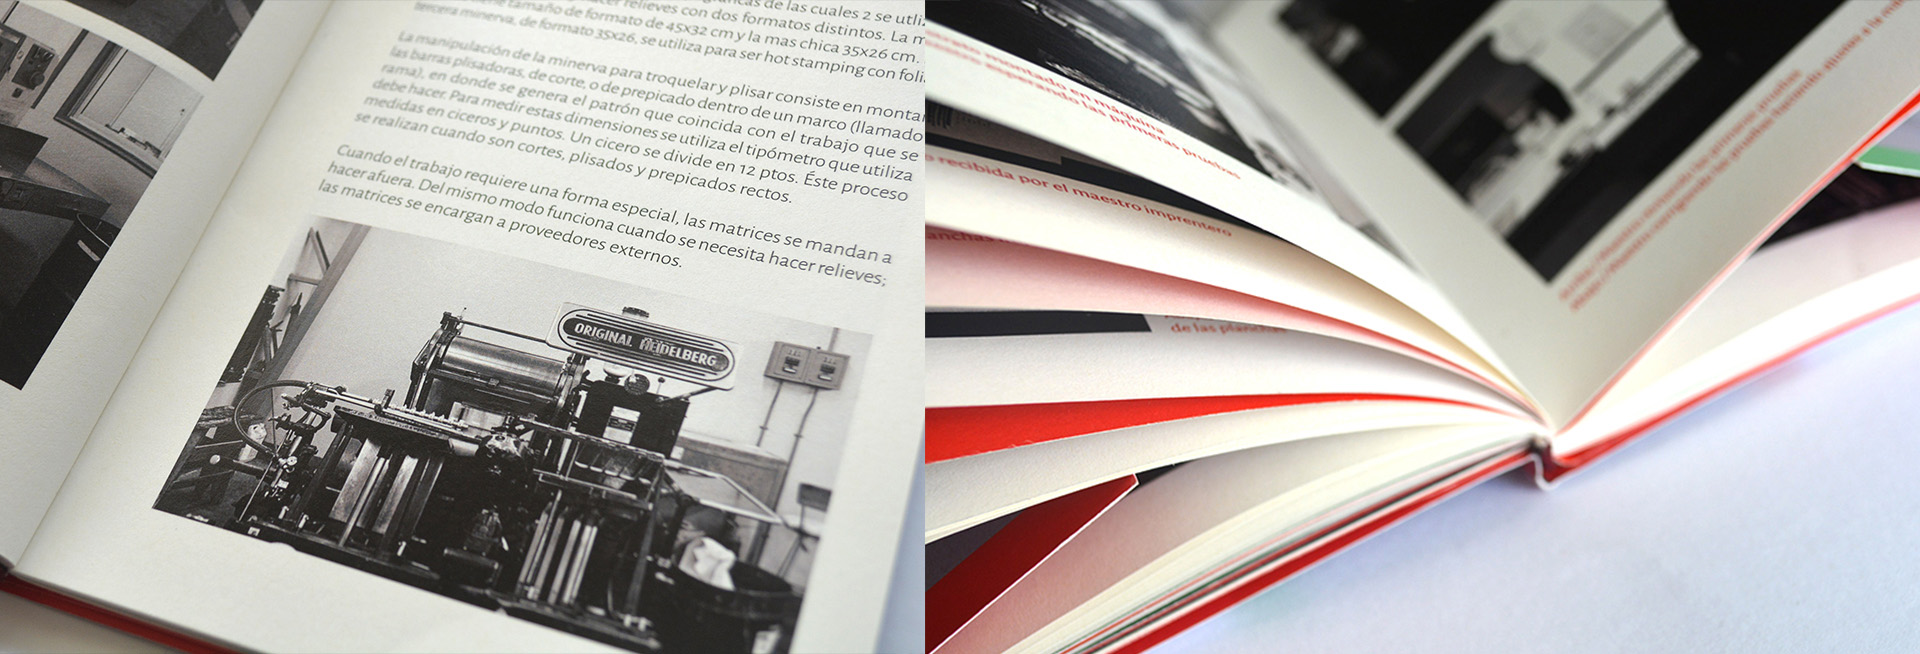 de las cuales 2 se
relieves con dos formatos distintos. La
tamaño de formato de 45x32 cm y la mas chica 35x26 cm.
tercera minerva, de formato 35x26, se utiliza para ser hot stamping con
La manipulación de la minerva para troquelar y plisar consiste en
las barras plisadoras, de corte, o de prepicado dentro de un marco (llamado
rama), en donde se genera el patrón que coincida con el trabajo que se
debe hacer. Para medir estas dimensiones se utiliza el tipómetro que utiliza
medidas en ciceros y puntos. Un cicero se divide en 12 ptos. Éste proceso
se realizan cuando son cortes, plisados y prepicados rectos.
Cuando el trabajo requiere una forma especial, las matrices se mandan a
hacer afuera. Del mismo modo funciona cuando se necesita hacer relieves;
las matrices se encargan a proveedores externos.
ORIGINAL HEIDELBERG
montado en máquina
esperando las primeras pruebas
recibida por el maestro imprentero
de las planchas